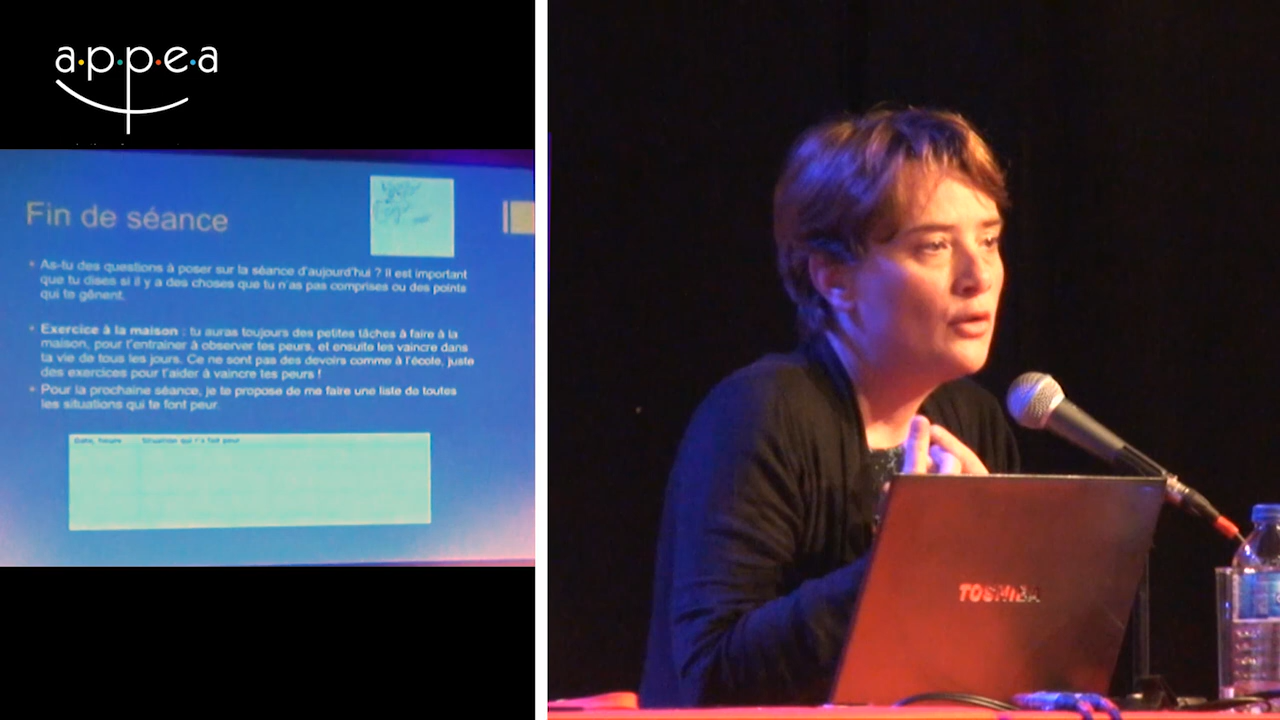 a·p·p·e·a
Fin de séance
As-tu des questions à poser sur la séance d'aujourd'hui ? Il est important
que tu dises si il y a des choses que tu n'as pas comprises ou des points
qui te gênent.
Exercice à la maison : tu auras toujours des petites tâches à faire à la
maison, pour t'entrainer à observer tes peurs, et ensuite les vaincre dans
ta vie de tous les jours. Ce ne sont pas des devoirs comme à l'école, juste
des exercices pour t'aider à vaincre tes peurs !
Pour la prochaine séance, je te propose de me faire une liste de toutes
les situations qui te font peur.
Date, heure Situation qui t'a fait peur
TOSHIBA